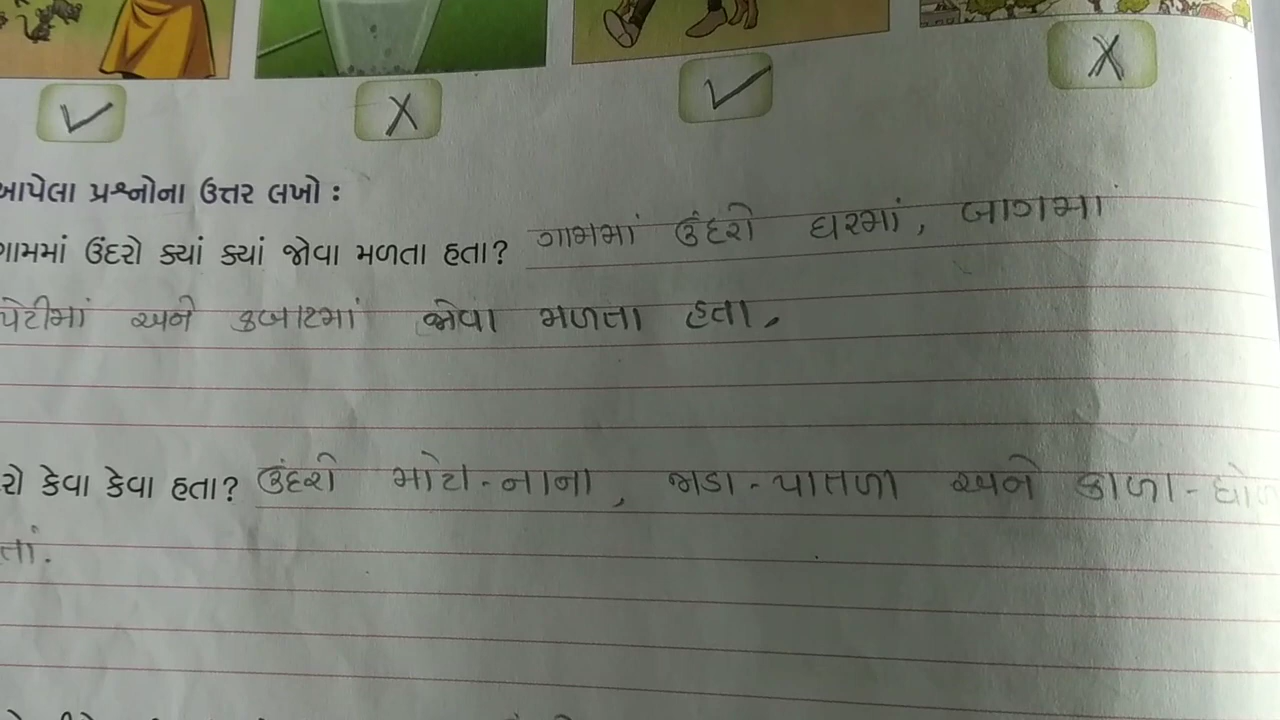 આપેલા પ્રશ્નોના ઉત્તર લખો :
ગામમાં ઉંદરો ક્યાં ક્યાં જોવા મળતા હતા? ગામમાં ઉંદરો ઘરમાં, બાગમા
પેટીમાં અને કબાટમાં જોવા મળતા હતા.
રો કેવા કેવા હતા? ઉંદરો મોટા-નાના, જાડા-પાતળા અને કાળા-ધોળ
તાં.